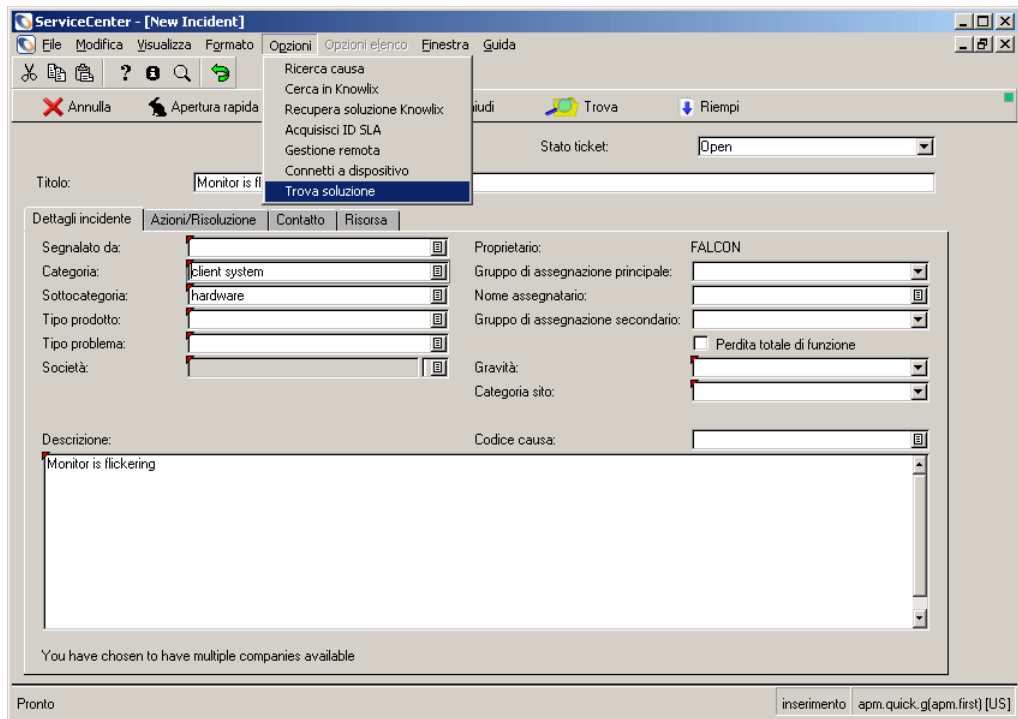 ServiceCenter - [New Incident]
File Modifica Visualizza Formato Opzioni Opzioni elenco Finestra Guida
Ricerca causa
Cerca in Knowlix
Recupera soluzione Knowlix
Acquisisci ID SLA
Gestione remota
Connetti a dispositivo
Trova soluzione
Annulla Apertura rapida Trova Riempi
Stato ticket: Open
Titolo: Monitor is
Dettagli incidente Azioni/Risoluzione Contatto Risorsa
Segnalato da: Proprietario: FALCON
Categoria: client system Gruppo di assegnazione principale:
Sottocategoria: hardware Nome assegnatario:
Tipo prodotto: Gruppo di assegnazione secondario:
Tipo problema: Perdita totale di funzione
Società: Gravità:
Categoria sito:
Descrizione: Codice causa:
Monitor is flickering
You have chosen to have multiple companies available
Pronto inserimento apm.quick.g(apm.first) [US]